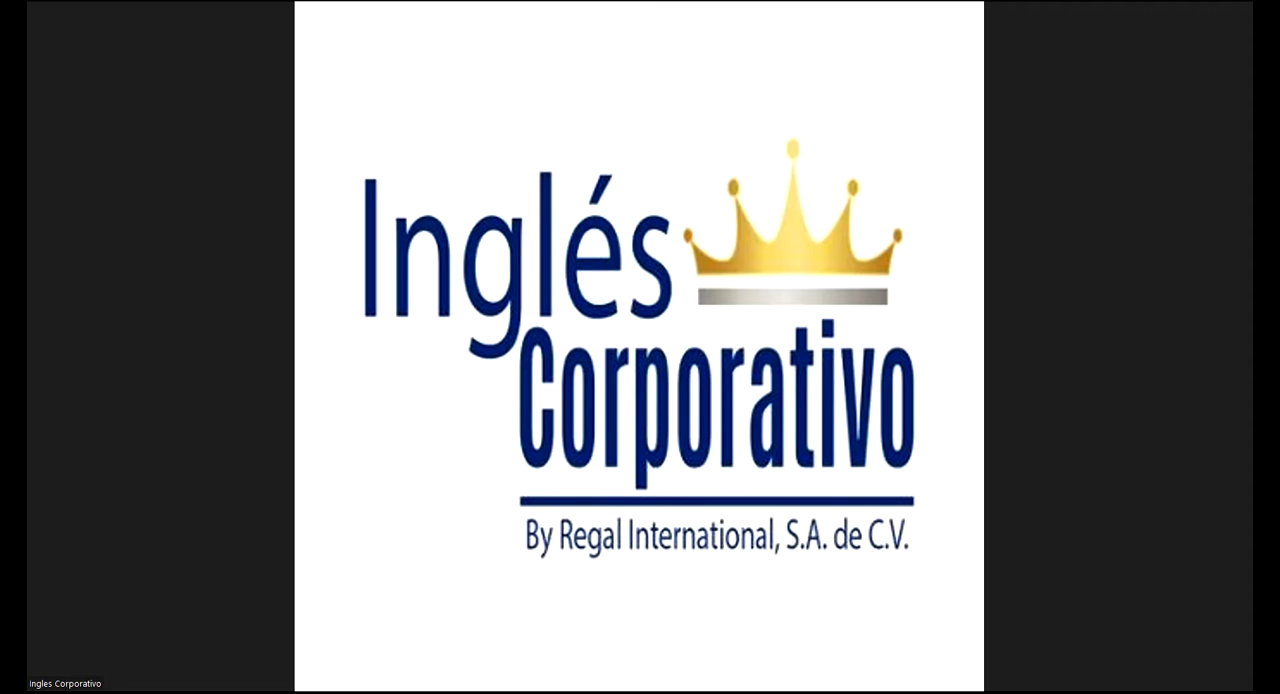 Inglés
Corporativo
By Regal International, S.A. de C.V.
Ingles Corporativo